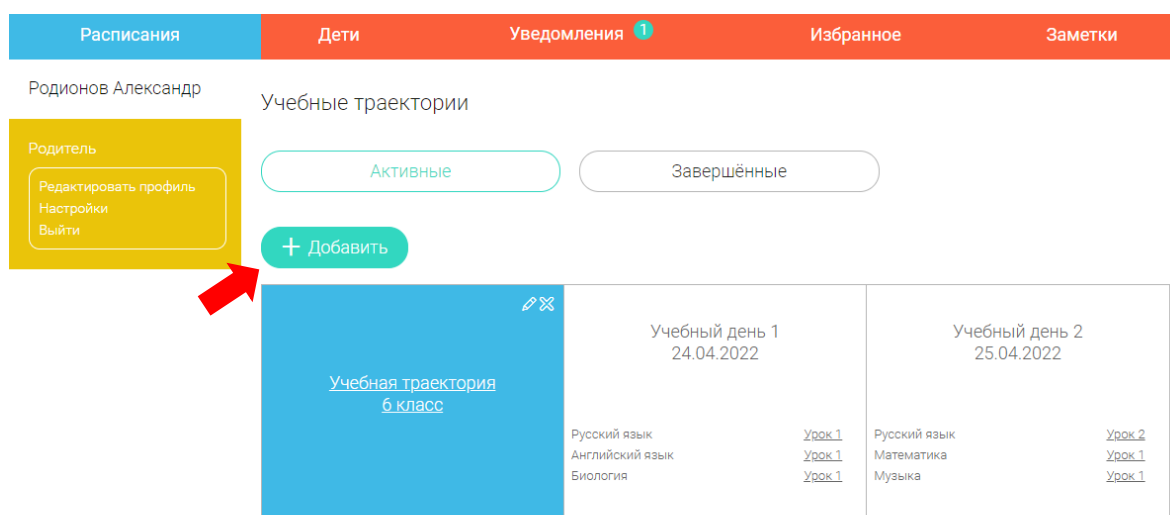 Расписания Дети Уведомления 1 Избранное Заметки
Родионов Александр
Родитель
Редактировать профиль
Настройки
Выйти
Учебные траектории
Активные Завершённые
+ Добавить
Учебная траектория
6 класс
Учебный день 1
24.04.2022
Русский язык Урок 1
Английский язык Урок 1
Биология Урок 1
Учебный день 2
25.04.2022
Русский язык Урок 2
Математика Урок 1
Музыка Урок 1